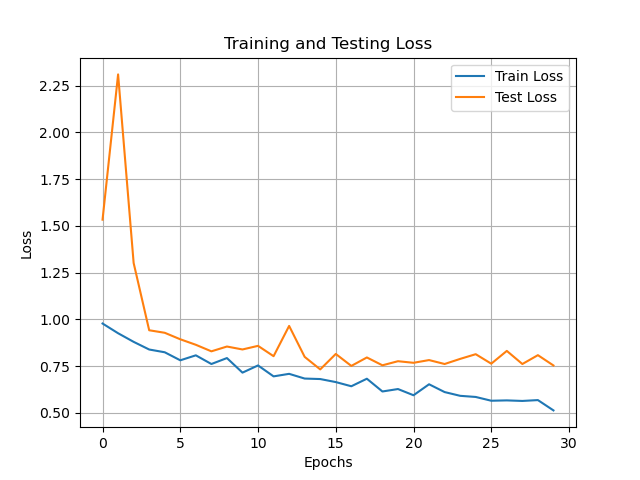 Training and Testing Loss
Train Loss
Test Loss
2.25
2.00
1.75
1.50
1.25
1.00
0.75
0.50
Loss
0 5 10 15 20 25 30
Epochs